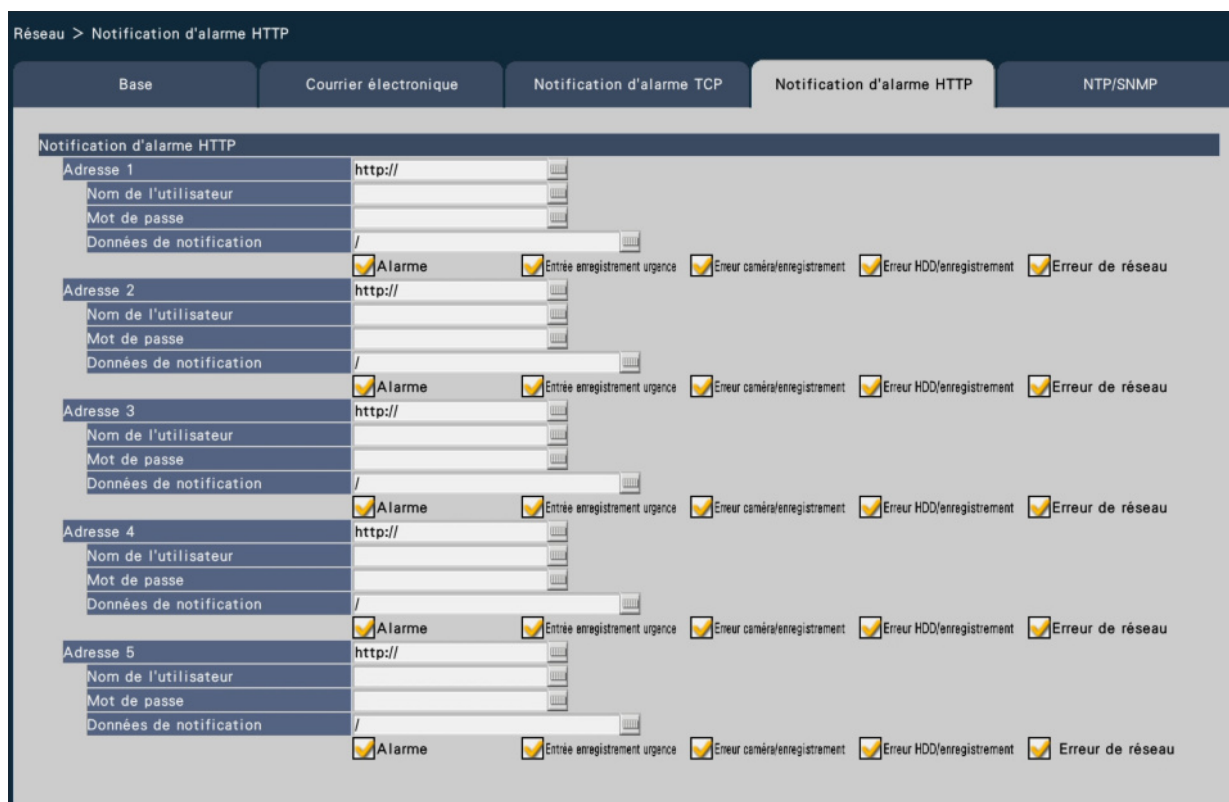 Réseau > Notification d'alarme HTTP
Base Courrier électronique Notification d'alarme TCP Notification d'alarme HTTP NTP/SNMP
Notification d'alarme HTTP
Adresse 1 http://
Nom de l'utilisateur
Mot de passe
Données de notification /
Alarme Entrée enregistrement urgence Erreur caméra/enregistrement Erreur HDD/enregistrement Erreur de réseau
Adresse 2 http://
Nom de l'utilisateur
Mot de passe
Données de notification /
Alarme Entrée enregistrement urgence Erreur caméra/enregistrement Erreur HDD/enregistrement Erreur de réseau
Adresse 3 http://
Nom de l'utilisateur
Mot de passe
Données de notification /
Alarme Entrée enregistrement urgence Erreur caméra/enregistrement Erreur HDD/enregistrement Erreur de réseau
Adresse 4 http://
Nom de l'utilisateur
Mot de passe
Données de notification /
Alarme Entrée enregistrement urgence Erreur caméra/enregistrement Erreur HDD/enregistrement Erreur de réseau
Adresse 5 http://
Nom de l'utilisateur
Mot de passe
Données de notification /
Alarme Entrée enregistrement urgence Erreur caméra/enregistrement Erreur HDD/enregistrement Erreur de réseau